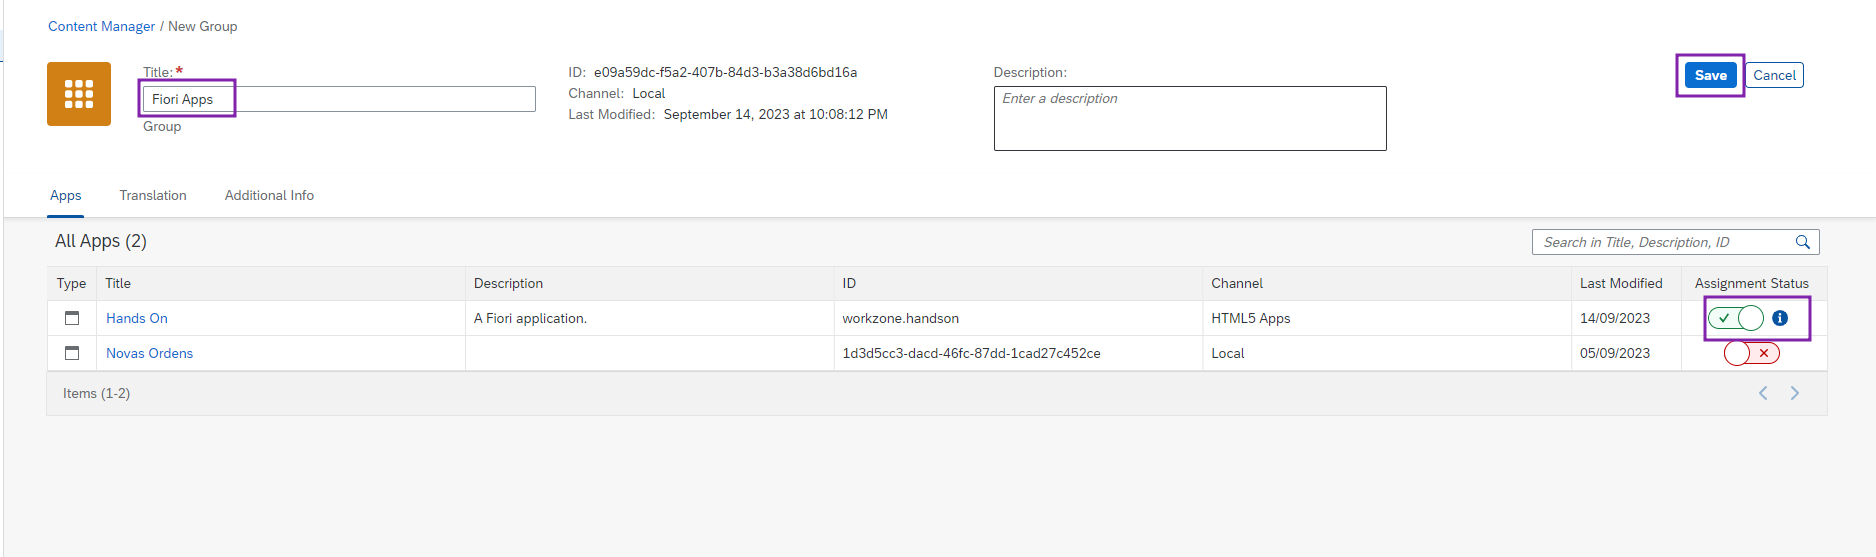 Content Manager / New Group
Title:*
Fiori Apps
Group
ID: e09a59dc-f5a2-407b-84d3-b3a38d6bd16a
Channel: Local
Last Modified: September 14, 2023 at 10:08:12 PM
Description:
Enter a description
Save Cancel
Apps Translation Additional Info
All Apps (2)
Search in Title, Description, ID
Type Title Description ID Channel Last Modified Assignment Status
Hands On A Fiori application. workzone.handson HTML5 Apps 14/09/2023
Novas Ordens 1d3d5cc3-dacd-46fc-87dd-1cad27c452ce Local 05/09/2023
Items (1-2)